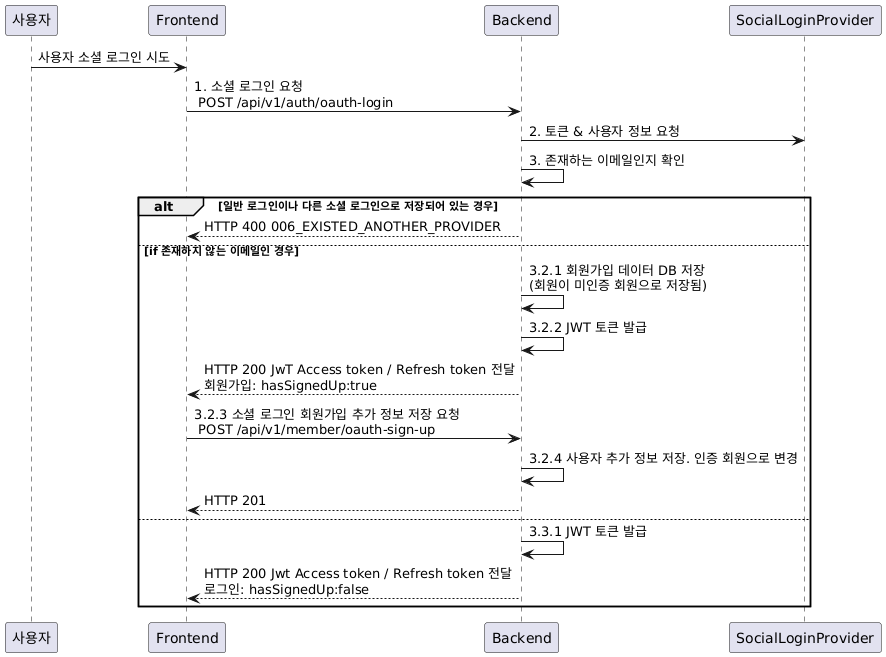 사용자 Frontend Backend SocialLoginProvider
사용자 소셜 로그인 시도
1. 소셜 로그인 요청
POST /api/v1/auth/oauth-login
2. 토큰 & 사용자 정보 요청
3. 존재하는 이메일인지 확인
alt [일반 로그인이나 다른 소셜 로그인으로 저장되어 있는 경우]
HTTP 400 006_EXISTED_ANOTHER_PROVIDER
[if 존재하지 않는 이메일인 경우]
3.2.1 회원가입 데이터 DB 저장
(회원이 미인증 회원으로 저장됨)
3.2.2 JWT 토큰 발급
HTTP 200 JwT Access token / Refresh token 전달
회원가입: hasSignedUp:true
3.2.3 소셜 로그인 회원가입 추가 정보 저장 요청
POST /api/v1/member/oauth-sign-up
3.2.4 사용자 추가 정보 저장. 인증 회원으로 변경
HTTP 201
3.3.1 JWT 토큰 발급
HTTP 200 Jwt Access token / Refresh token 전달
로그인: hasSignedUp:false
사용자 Frontend Backend SocialLoginProvider